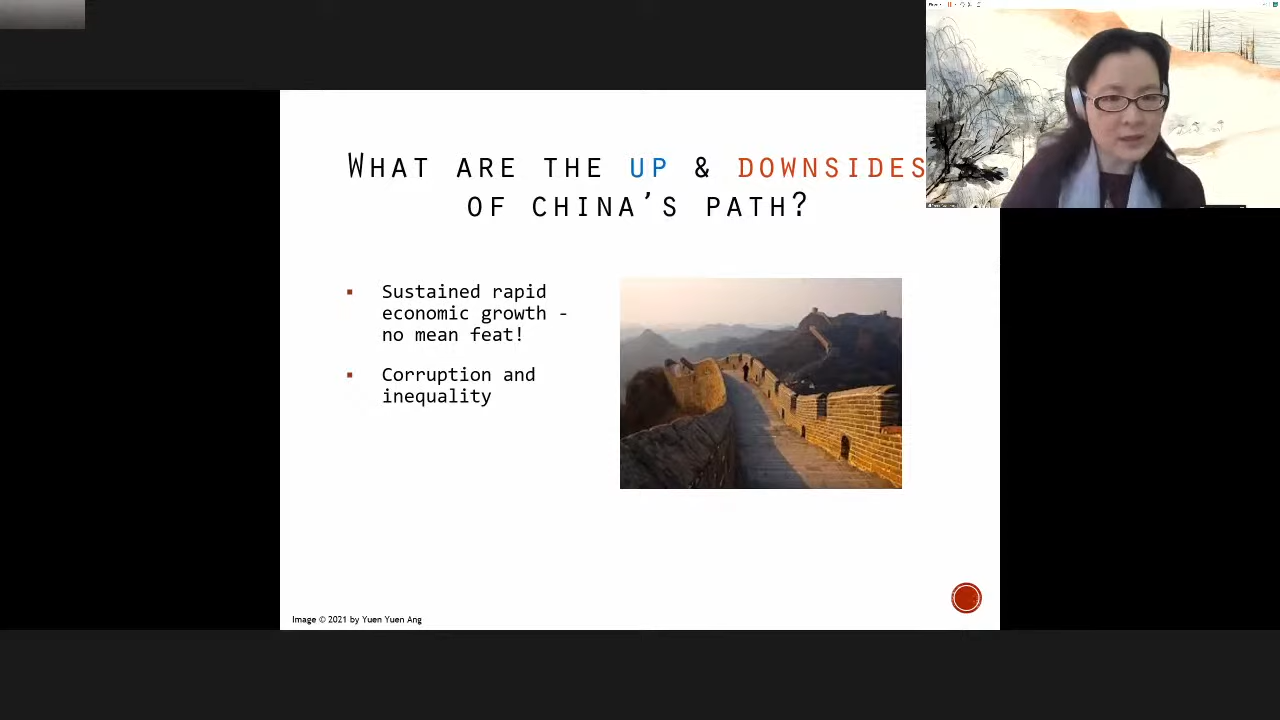 WHAT ARE THE UP & DOWNSIDES
OF CHINA'S PATH?
▪ Sustained rapid
economic growth -
no mean feat!
▪ Corruption and
inequality
Image © 2021 by Yuen Yuen Ang